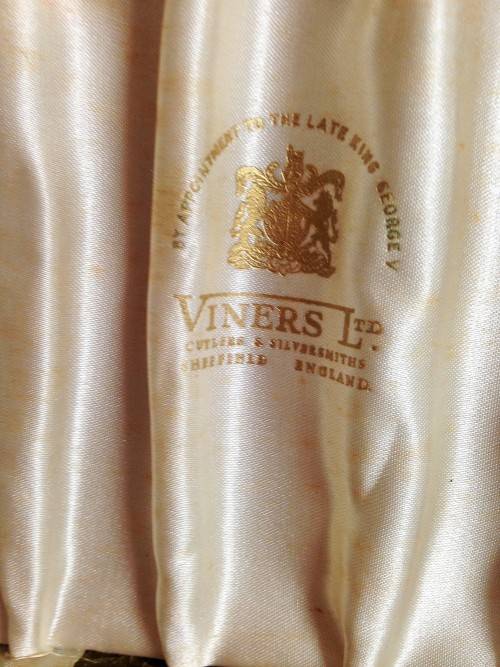 BY APPOINTMENT TO THE LATE KING GEORGE V
VINERS LTD.
CUTLERS & SILVERSMITHS
SHEFFIELD ENGLAND.